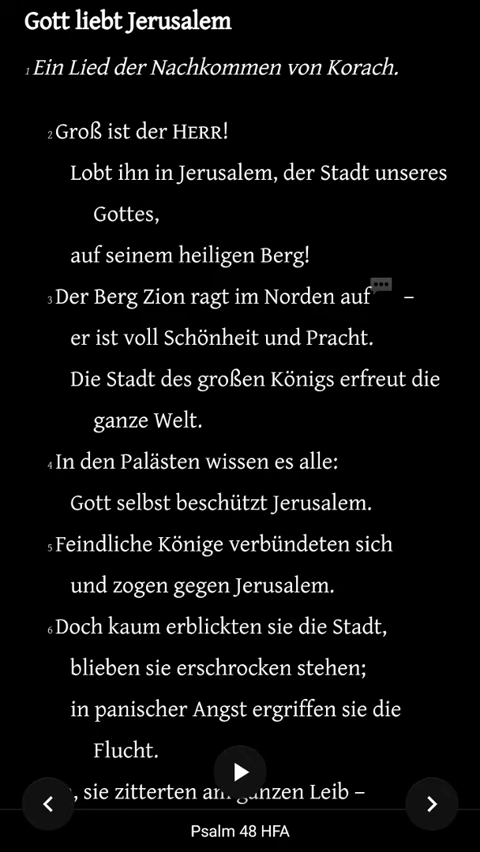 Gott liebt Jerusalem
1 Ein Lied der Nachkommen von Korach.
2 Groß ist der HERR!
Lobt ihn in Jerusalem, der Stadt unseres
Gottes,
auf seinem heiligen Berg!
3 Der Berg Zion ragt im Norden auf –
er ist voll Schönheit und Pracht.
Die Stadt des großen Königs erfreut die
ganze Welt.
4 In den Palästen wissen es alle:
Gott selbst beschützt Jerusalem.
5 Feindliche Könige verbündeten sich
und zogen gegen Jerusalem.
6 Doch kaum erblickten sie die Stadt,
blieben sie erschrocken stehen;
in panischer Angst ergriffen sie die
Flucht.
, sie zitterten am ganzen Leib –
Psalm 48 HFA